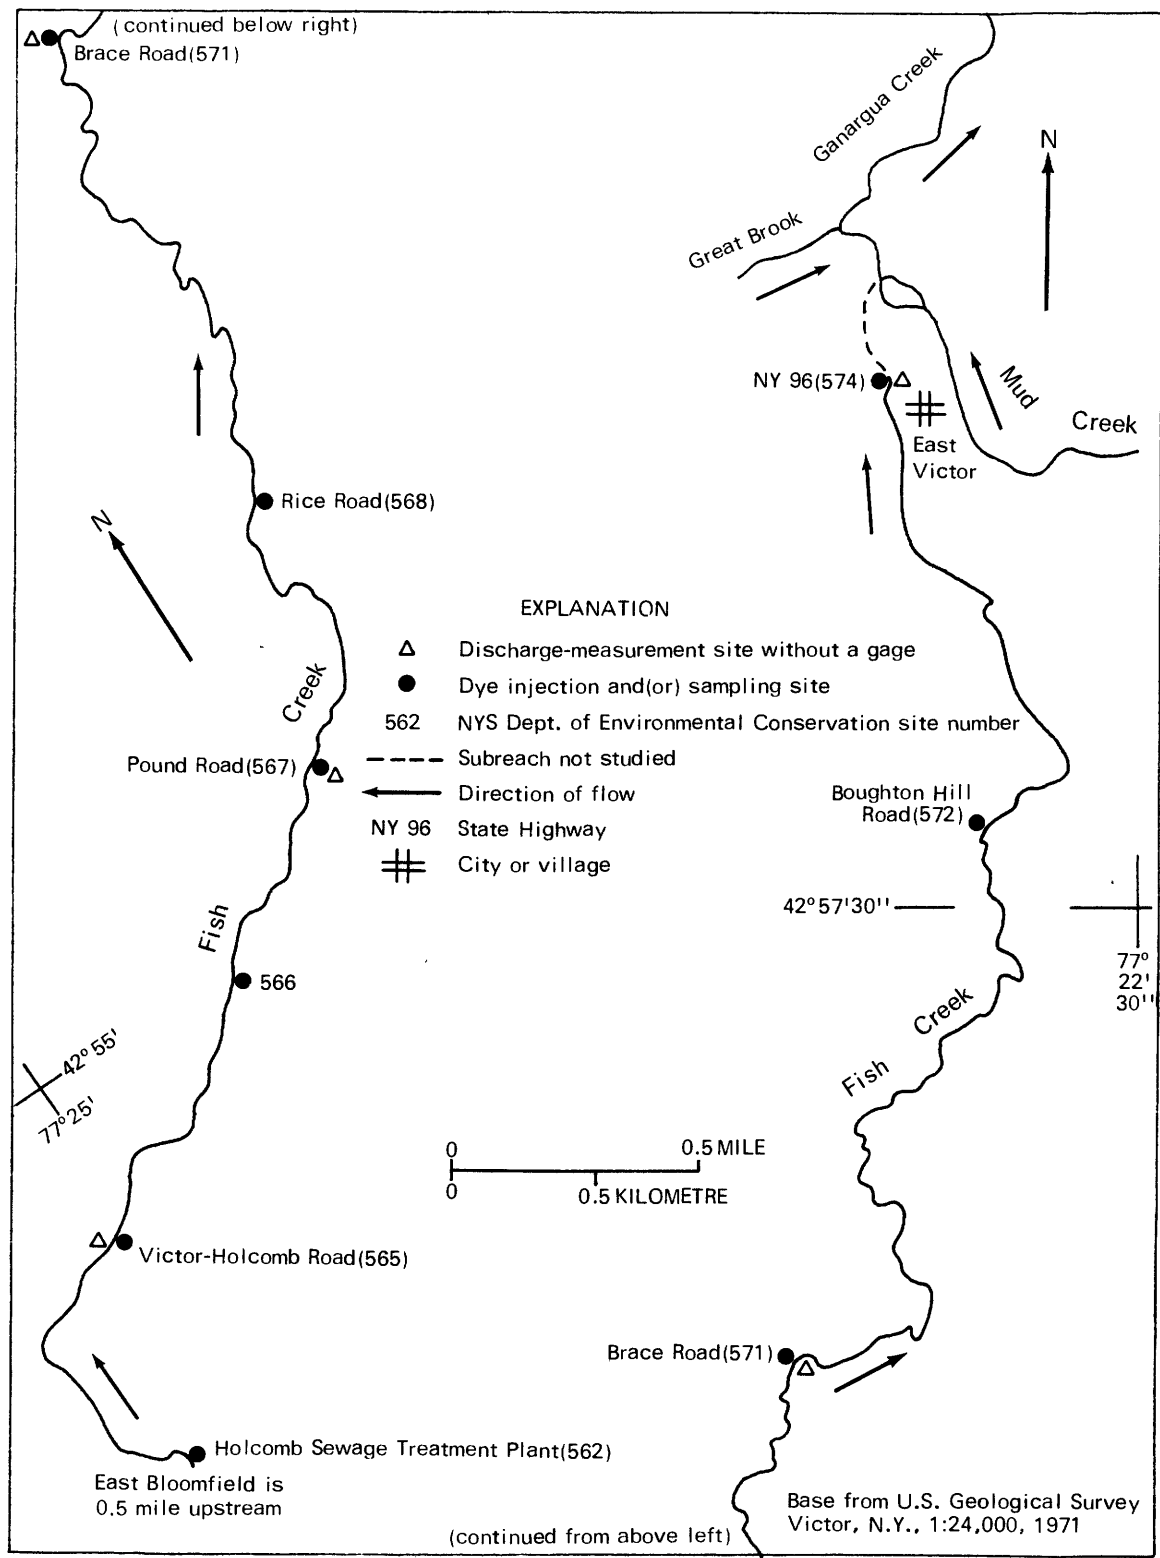 (continued below right)
Brace Road(571)
N
Rice Road(568)
Creek
Pound Road(567)
Fish
566
42°55'
77°25'
Victor-Holcomb Road(565)
Holcomb Sewage Treatment Plant(562)
East Bloomfield is
0.5 mile upstream
Ganargua Creek
N
Great Brook
NY 96(574)
Mud
Creek
East
Victor
EXPLANATION
Discharge-measurement site without a gage
Dye injection and(or) sampling site
562 NYS Dept. of Environmental Conservation site number
Subreach not studied
Direction of flow
NY 96 State Highway
City or village
Boughton Hill
Road(572)
42°57'30"
77°
22'
30"
Creek
Fish
0 0.5 MILE
0 0.5 KILOMETRE
Brace Road(571)
Base from U.S. Geological Survey
Victor, N.Y., 1:24,000, 1971
(continued from above left)